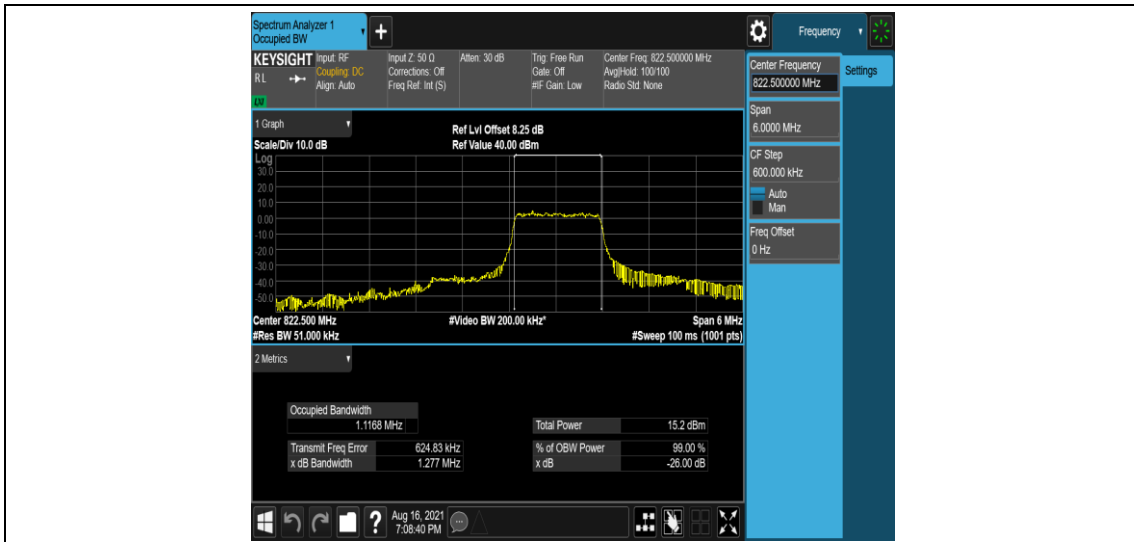 Spectrum Analyzer 1
Occupied BW
+
Frequency
KEYSIGHT
RL
LM
Input: RF
Coupling: DC
Align: Auto
Input Z: 50 Ω
Corrections: Off
Freq Ref: Int (S)
Atten: 30 dB
Trig: Free Run
Gate: Off
#IF Gain: Low
Center Freq: 822.500000 MHz
Avg|Hold: 100/100
Radio Std: None
Center Frequency
822.500000 MHz
Settings
Span
6.0000 MHz
CF Step
600.000 kHz
Auto
Man
Freq Offset
0 Hz
1 Graph
Scale/Div 10.0 dB
Ref Lvl Offset 8.25 dB
Ref Value 40.00 dBm
Log
30.0
20.0
10.0
0.00
-10.0
-20.0
-30.0
-40.0
-50.0
Center 822.500 MHz
#Video BW 200.00 kHz*
Span 6 MHz
#Res BW 51.000 kHz
#Sweep 100 ms (1001 pts)
2 Metrics
Occupied Bandwidth
1.1168 MHz
Total Power 15.2 dBm
Transmit Freq Error 624.83 kHz
% of OBW Power 99.00 %
x dB Bandwidth 1.277 MHz
x dB -26.00 dB
?
Aug 16, 2021
7:08:40 PM